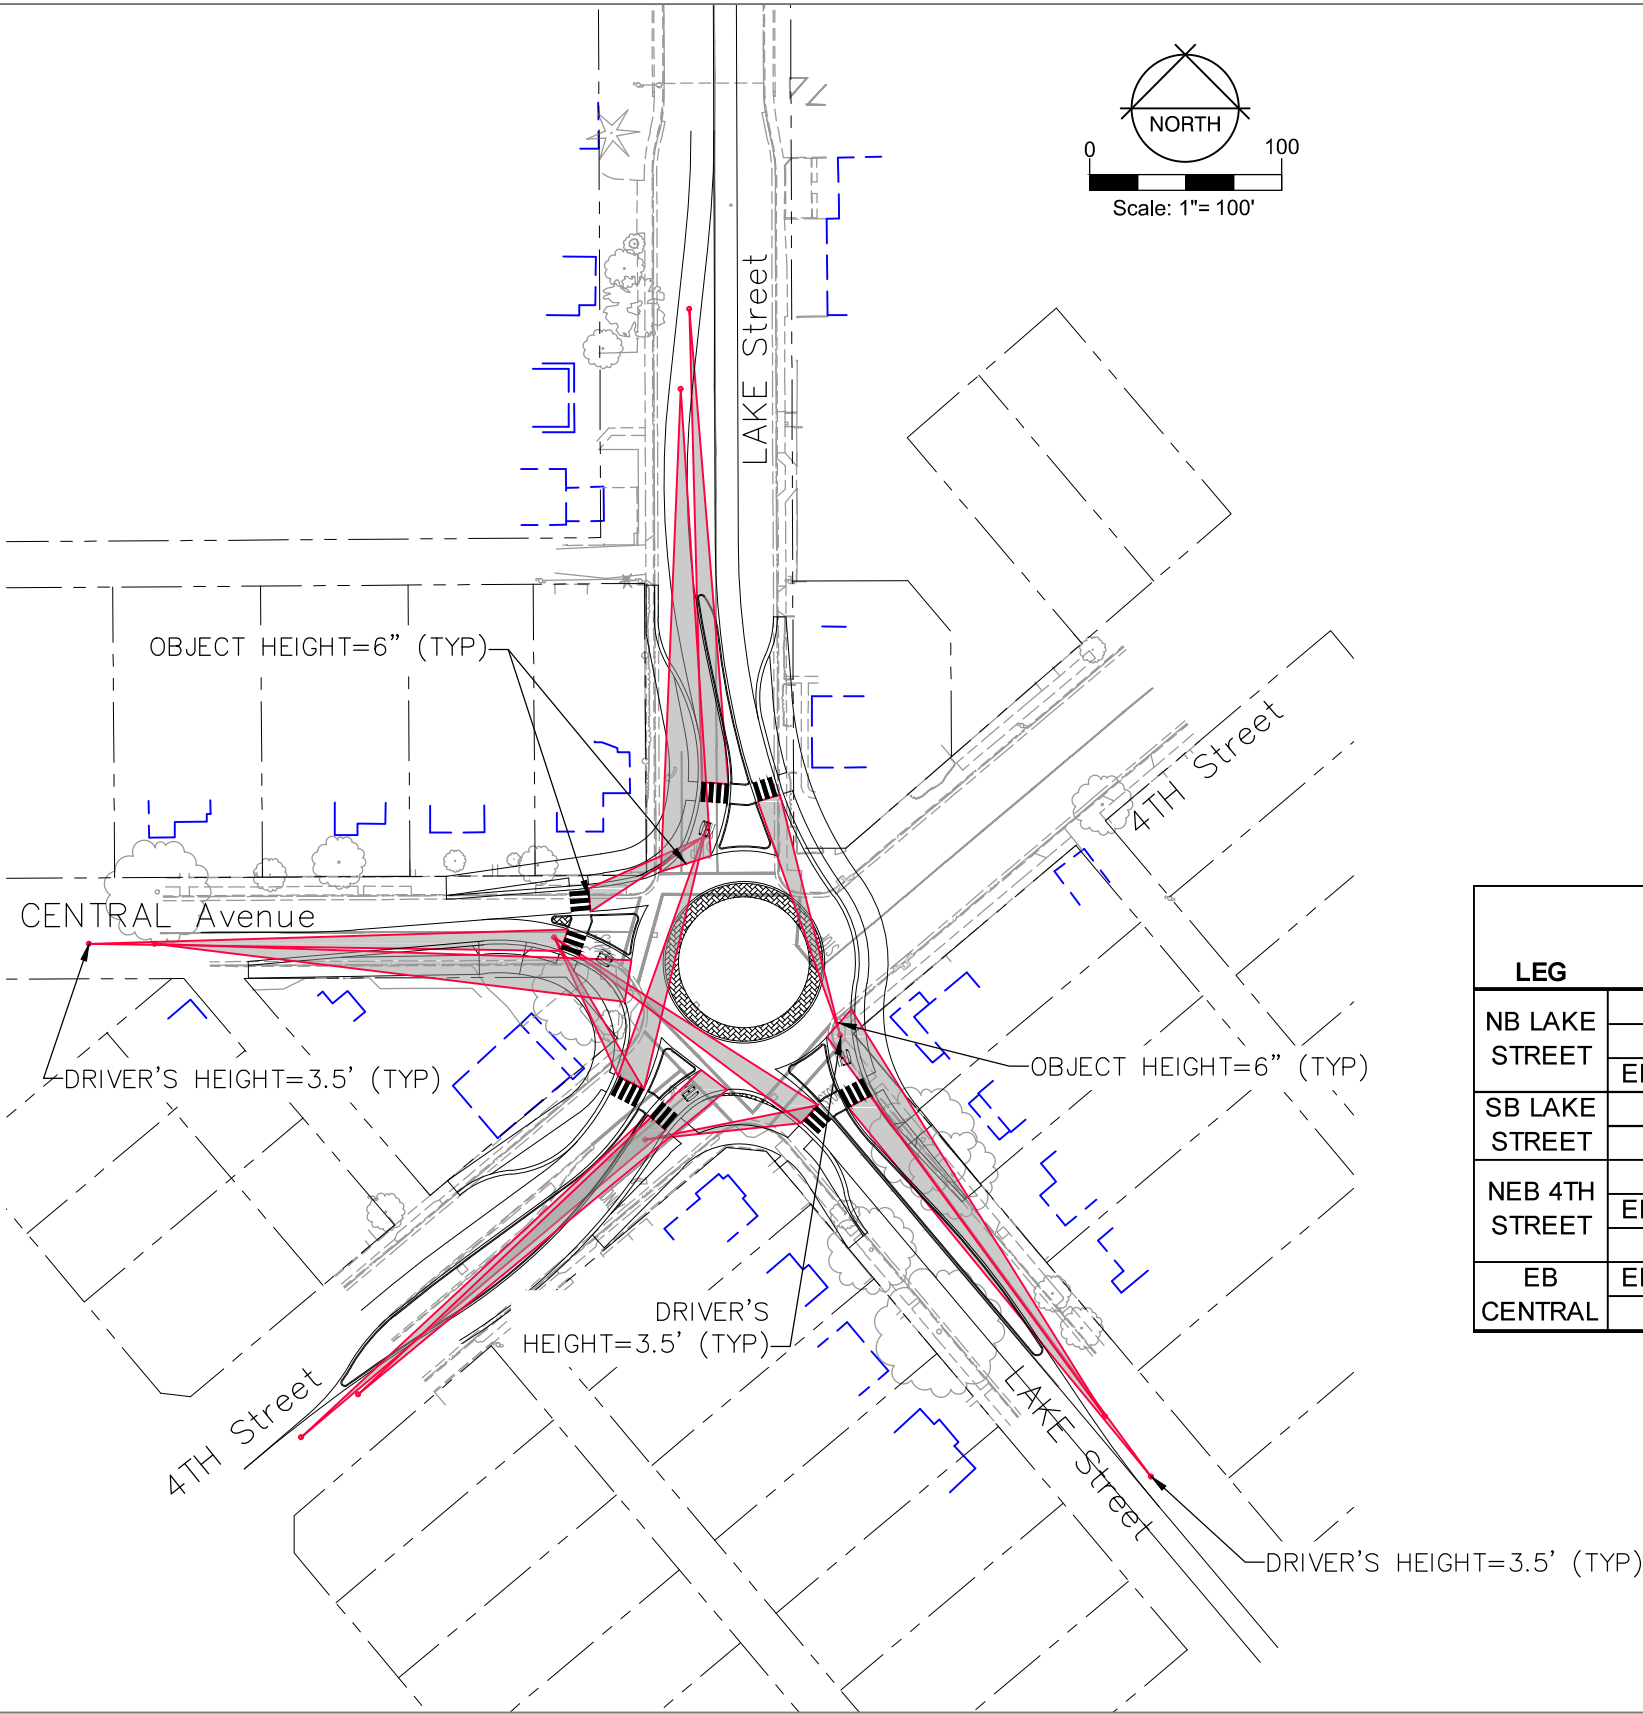 NORTH
0 100
Scale: 1"= 100'
LAKE Street
OBJECT HEIGHT=6" (TYP)
4TH Street
CENTRAL Avenue
DRIVER'S HEIGHT=3.5' (TYP)
OBJECT HEIGHT=6" (TYP)
DRIVER'S
HEIGHT=3.5' (TYP)
4TH Street
LAKE Street
DRIVER'S HEIGHT=3.5' (TYP)
LEG
NB LAKE
STREET
SB LAKE
STREET
NEB 4TH
STREET
EB
CENTRAL